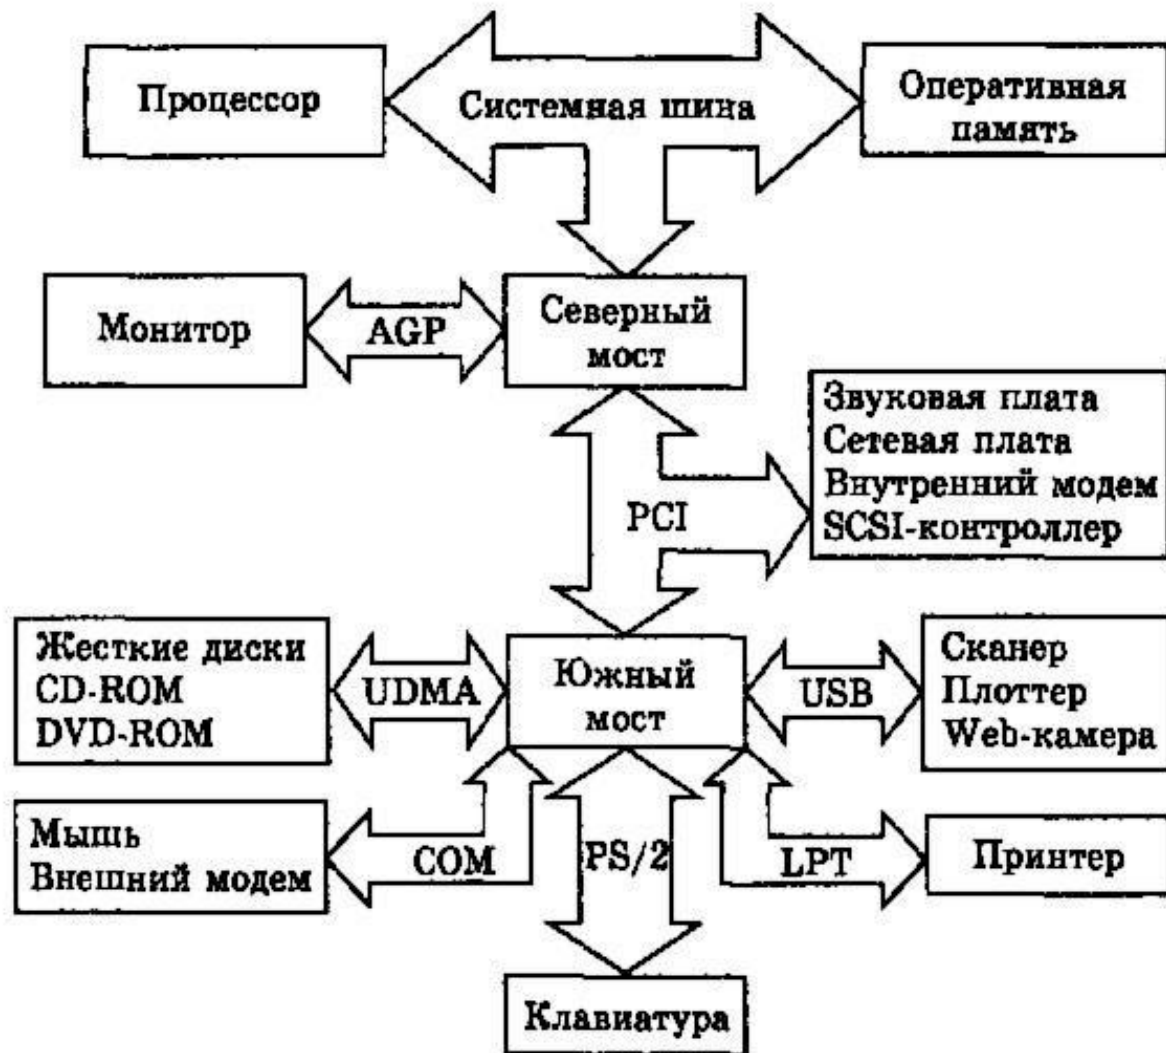 Процессор
Системная шина
Оперативная
память
Монитор
AGP
Северный
мост
Звуковая плата
Сетевая плата
Внутренний модем
SCSI-контроллер
PCI
Жесткие диски
CD-ROM
DVD-ROM
UDMA
Южный
мост
USB
Сканер
Плоттер
Web-камера
Мышь
Внешний модем
COM
PS/2
LPT
Принтер
Клавиатура